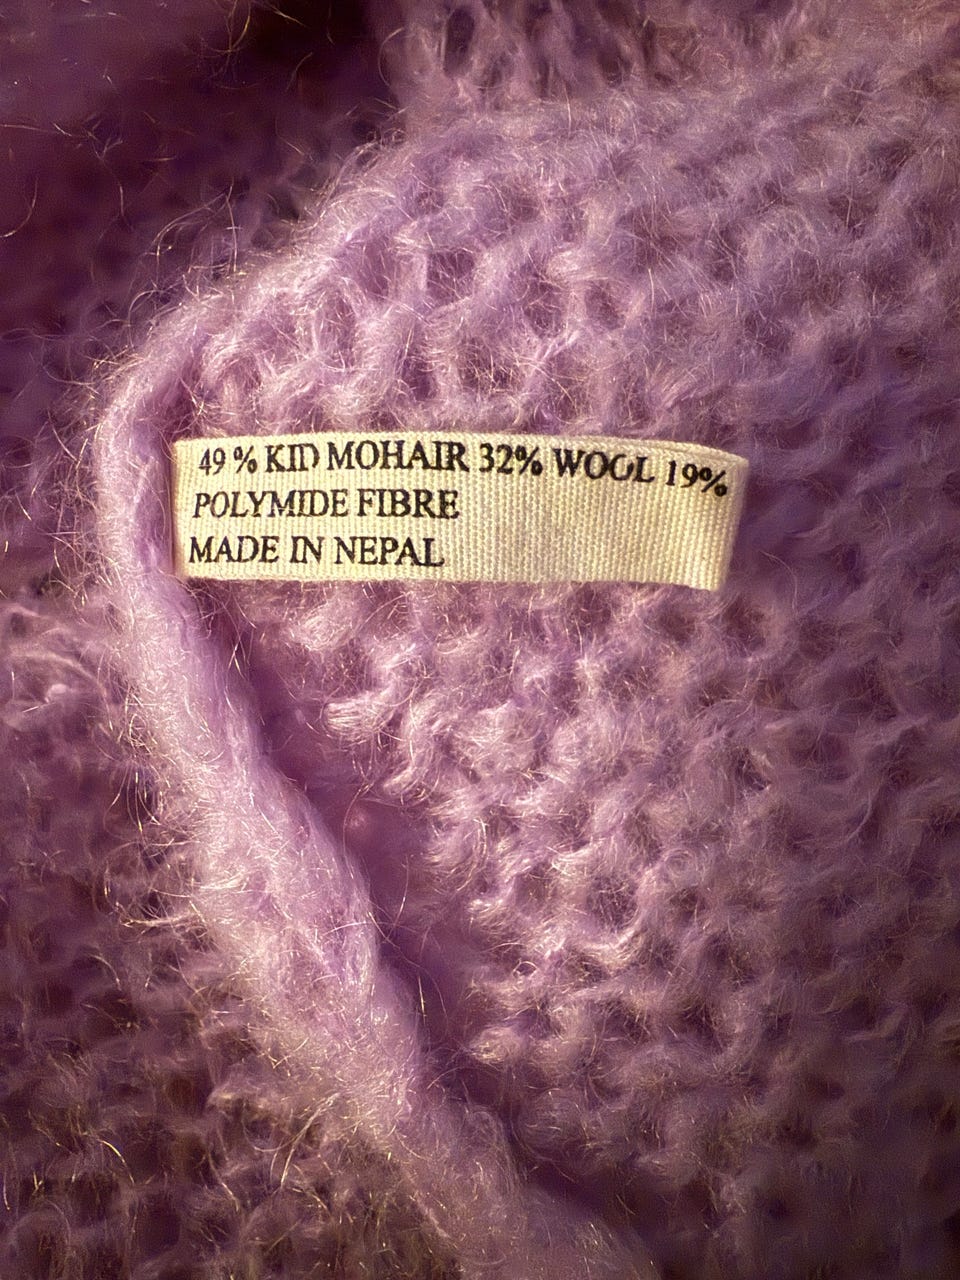 49 % KID MOHAIR 32% WOOL 19%
POLYMIDE FIBRE
MADE IN NEPAL